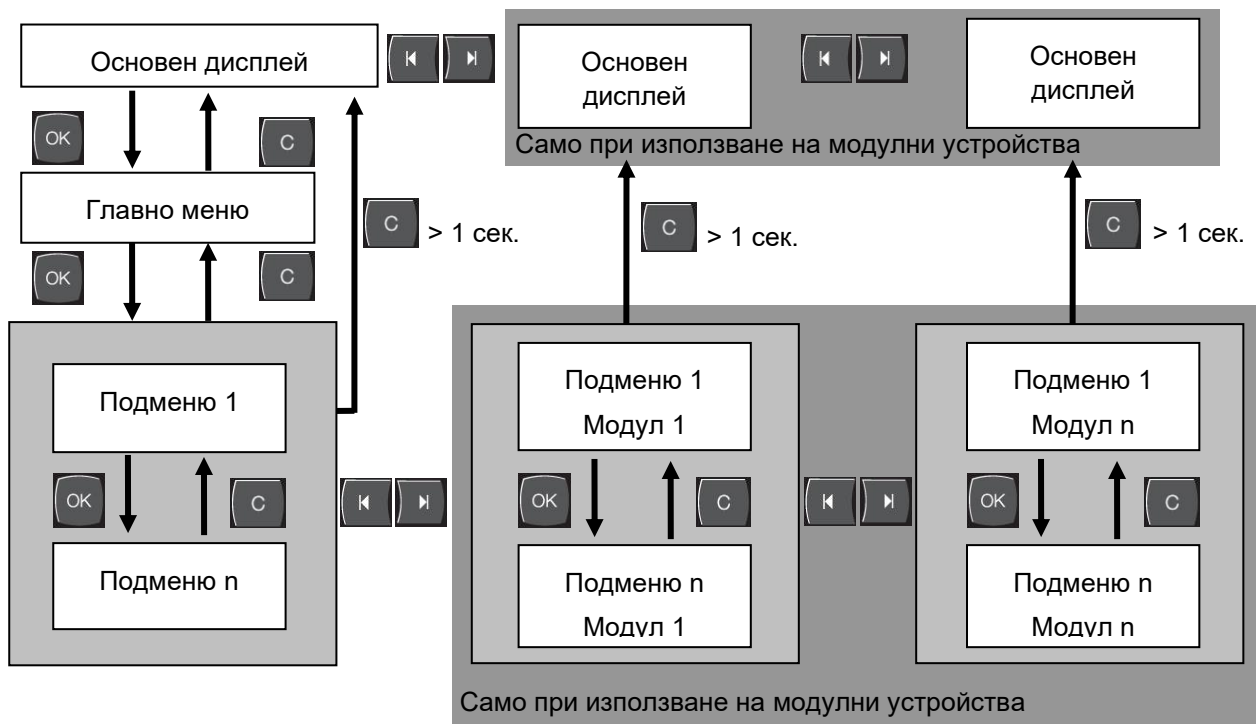 Основен дисплей
Основен
дисплей
Основен
дисплей
Само при използване на модулни устройства
OK
C
Главно меню
C
> 1 сек.
C
> 1 сек.
C
> 1 сек.
OK
C
Подменю 1
Подменю 1
Модул 1
Подменю 1
Модул n
OK
C
OK
C
OK
C
Подменю n
Подменю n
Модул 1
Подменю n
Модул n
Само при използване на модулни устройства